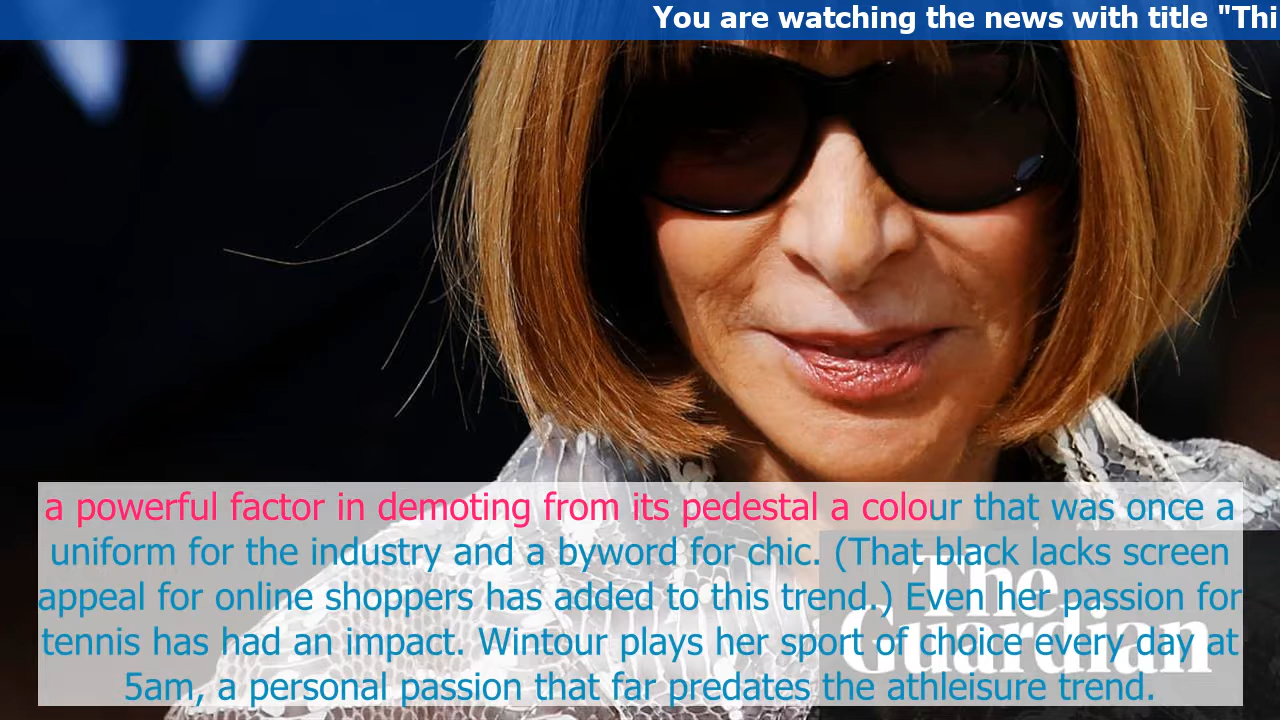 You are watching the news with title "Thi
a powerful factor in demoting from its pedestal a colour that was once a
uniform for the industry and a byword for chic. (That black lacks screen
appeal for online shoppers has added to this trend.) Even her passion for
tennis has had an impact. Wintour plays her sport of choice every day at
5am, a personal passion that far predates the athleisure trend.
The
Guardian